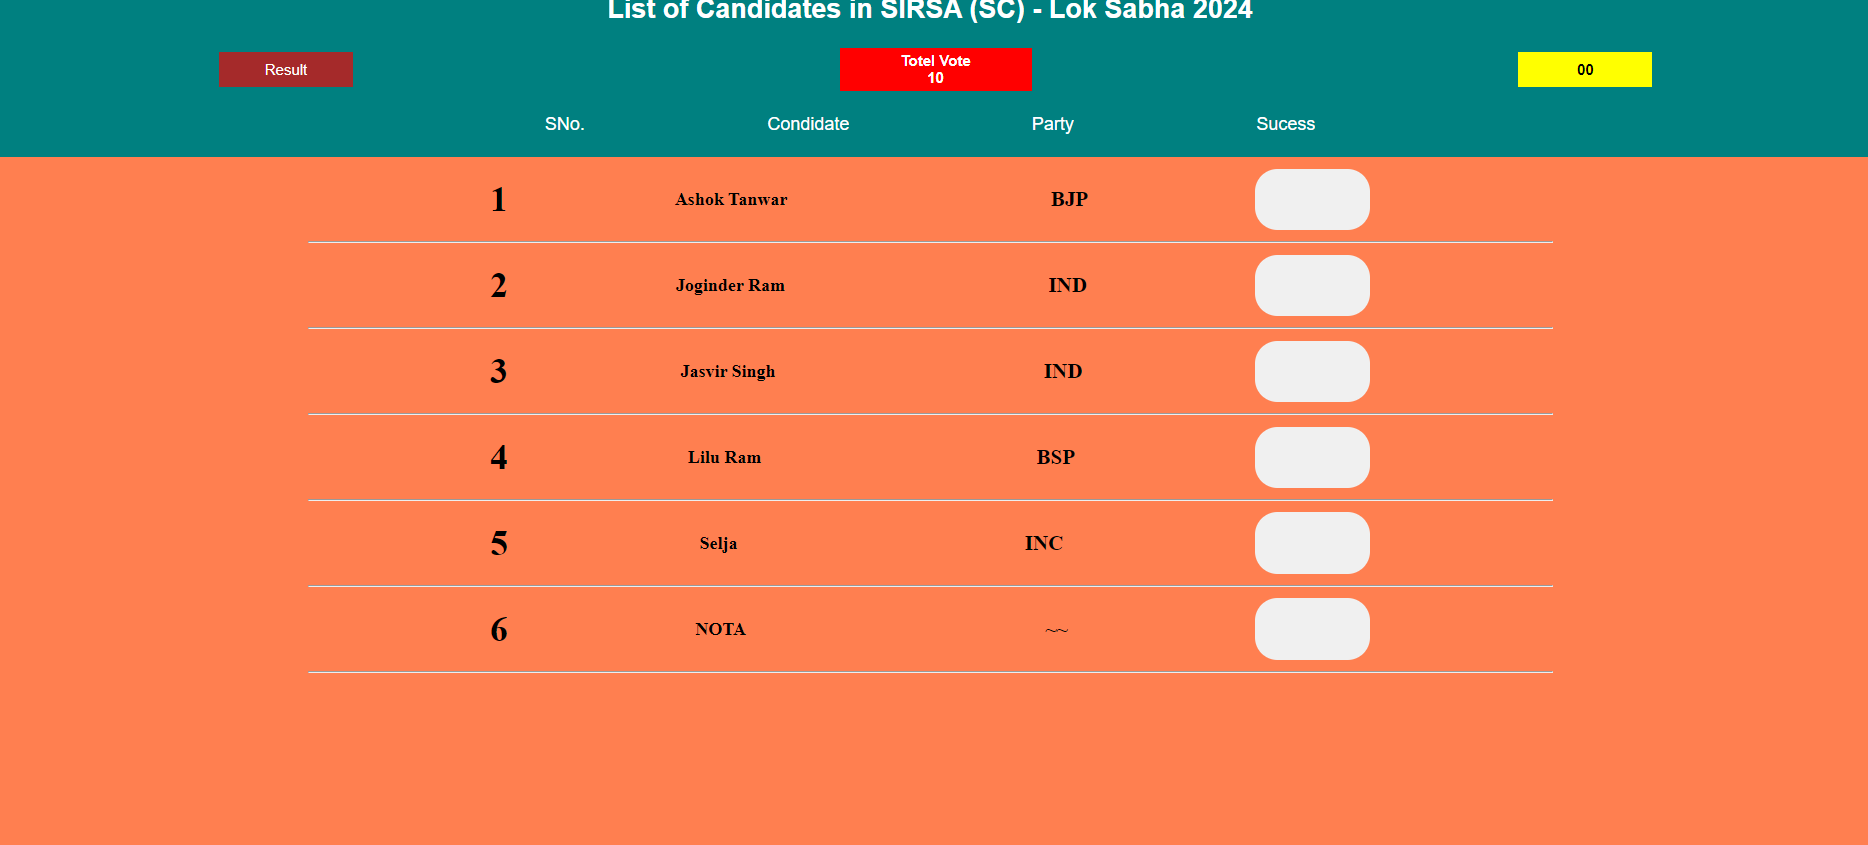 List of Candidates in SIRSA (SC) - Lok Sabha 2024
Result
Totel Vote
10
00
SNo. Condidate Party Sucess
1 Ashok Tanwar BJP
2 Joginder Ram IND
3 Jasvir Singh IND
4 Lilu Ram BSP
5 Selja INC
6 NOTA ~~